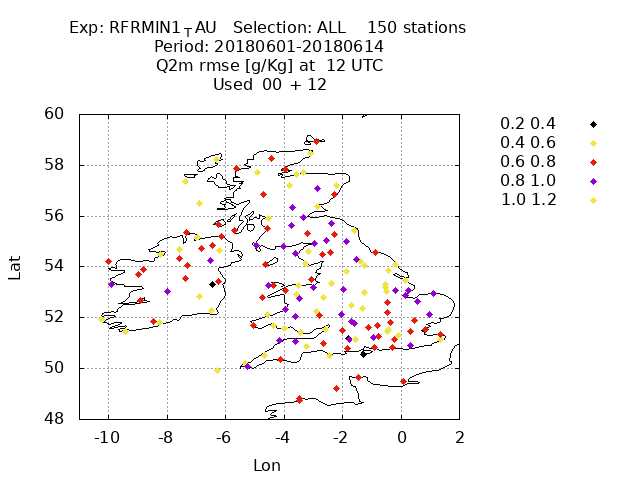 Exp: RFRMIN1_TAU Selection: ALL 150 stations
Period: 20180601-20180614
Q2m rmse [g/Kg] at 12 UTC
Used 00 + 12
60
58
56
54
52
50
48
Lat
-10 -8 -6 -4 -2 0 2
Lon
0.2 0.4
0.4 0.6
0.6 0.8
0.8 1.0
1.0 1.2